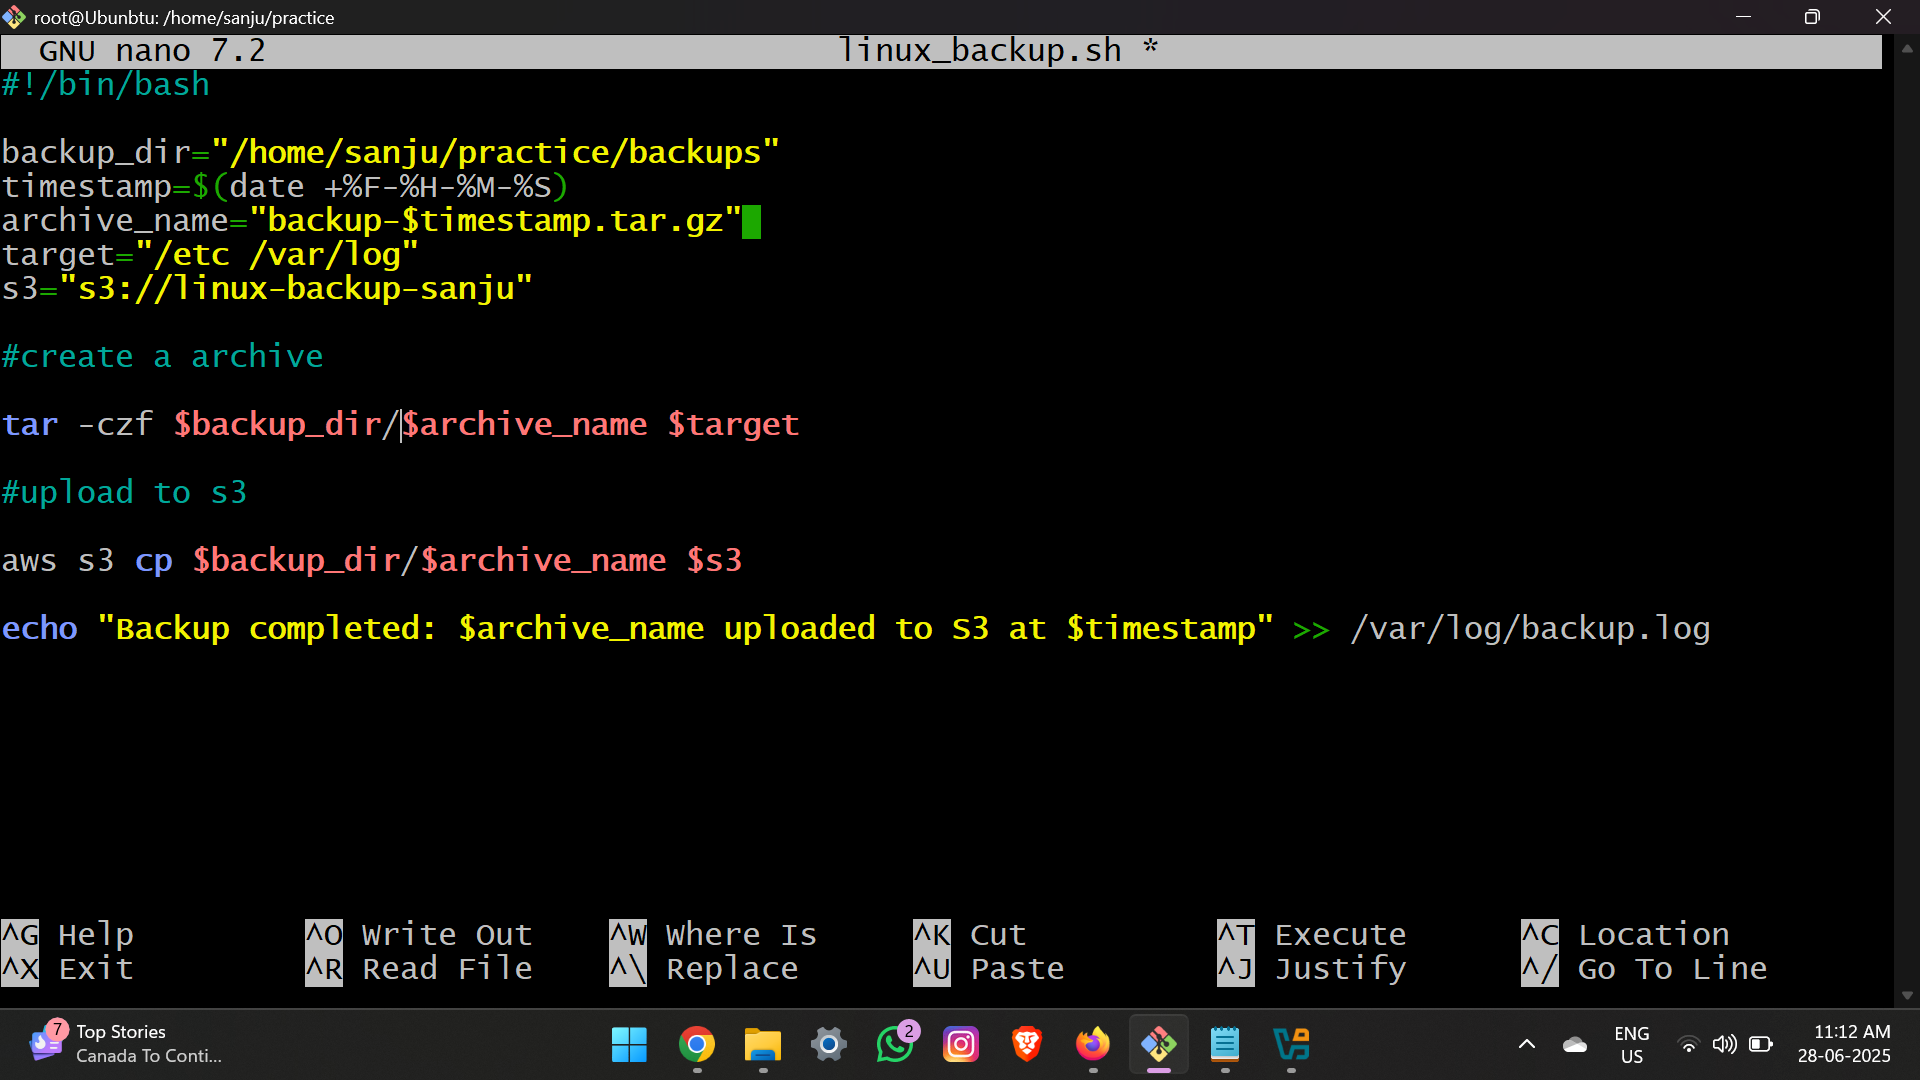 root@Ubunbtu: /home/sanju/practice
GNU nano 7.2 linux_backup.sh *
#!/bin/bash
backup_dir="/home/sanju/practice/backups"
timestamp=$(date +%F-%H-%M-%S)
archive_name="backup-$timestamp.tar.gz"
target="/etc /var/log"
s3="s3://linux-backup-sanju"
#create a archive
tar -czf $backup_dir/$archive_name $target
#upload to s3
aws s3 cp $backup_dir/$archive_name $s3
echo "Backup completed: $archive_name uploaded to S3 at $timestamp" >> /var/log/backup.log
^G Help ^O Write Out ^W Where Is ^K Cut ^T Execute ^C Location
^X Exit ^R Read File ^\ Replace ^U Paste ^J Justify ^/ Go To Line
7 Top Stories
Canada To Conti...
2
ENG
US
11:12 AM
28-06-2025